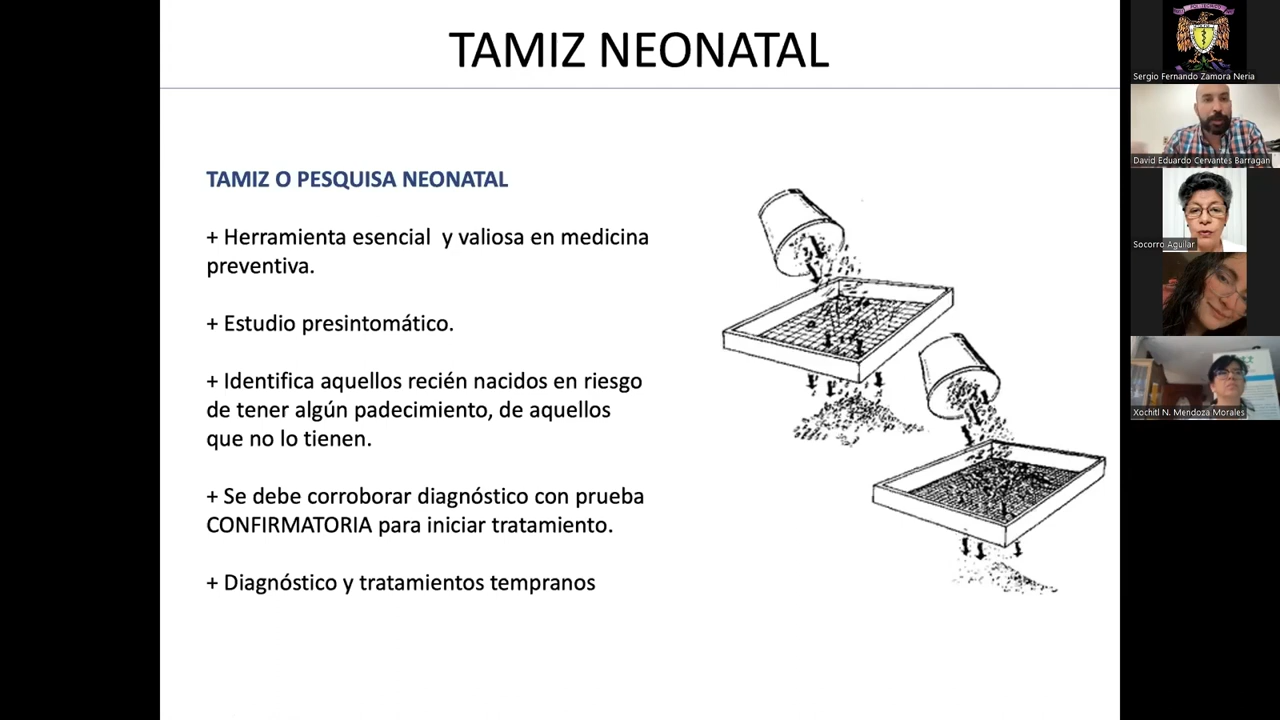 TAMIZ NEONATAL
TAMIZ O PESQUISA NEONATAL
+ Herramienta esencial y valiosa en medicina
preventiva.
+ Estudio presintomático.
+ Identifica aquellos recién nacidos en riesgo
de tener algún padecimiento, de aquellos
que no lo tienen.
+ Se debe corroborar diagnóstico con prueba
CONFIRMATORIA para iniciar tratamiento.
+ Diagnóstico y tratamientos tempranos
Sergio Fernando Zamora Neria
David Eduardo Cervantes Barragan
Socorro Aguilar
Xochitl N. Mendoza Morales